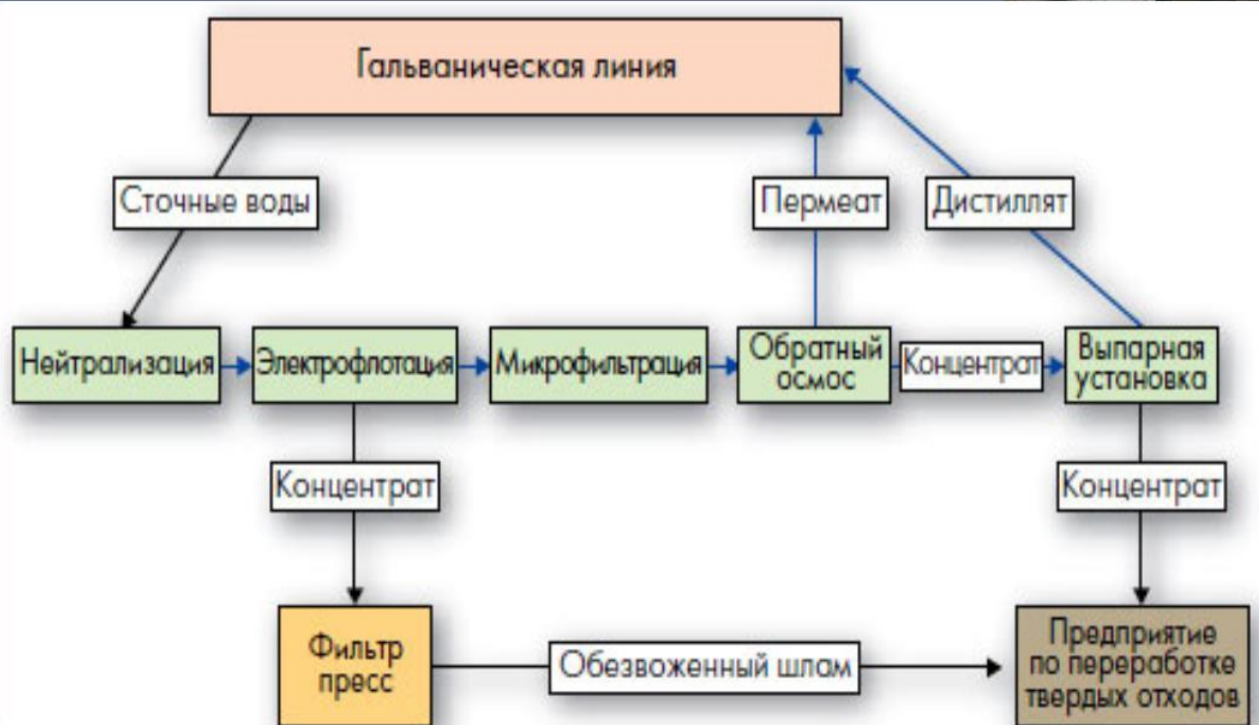 Гальваническая линия
Сточные воды
Пермеат
Дистиллят
Нейтрализация
Электрофлотация
Микрофильтрация
Обратный
осмос
Концентрат
Выпарная
установка
Концентрат
Концентрат
Фильтр
пресс
Обезвоженный шлам
Предприятие
по переработке
твердых отходов